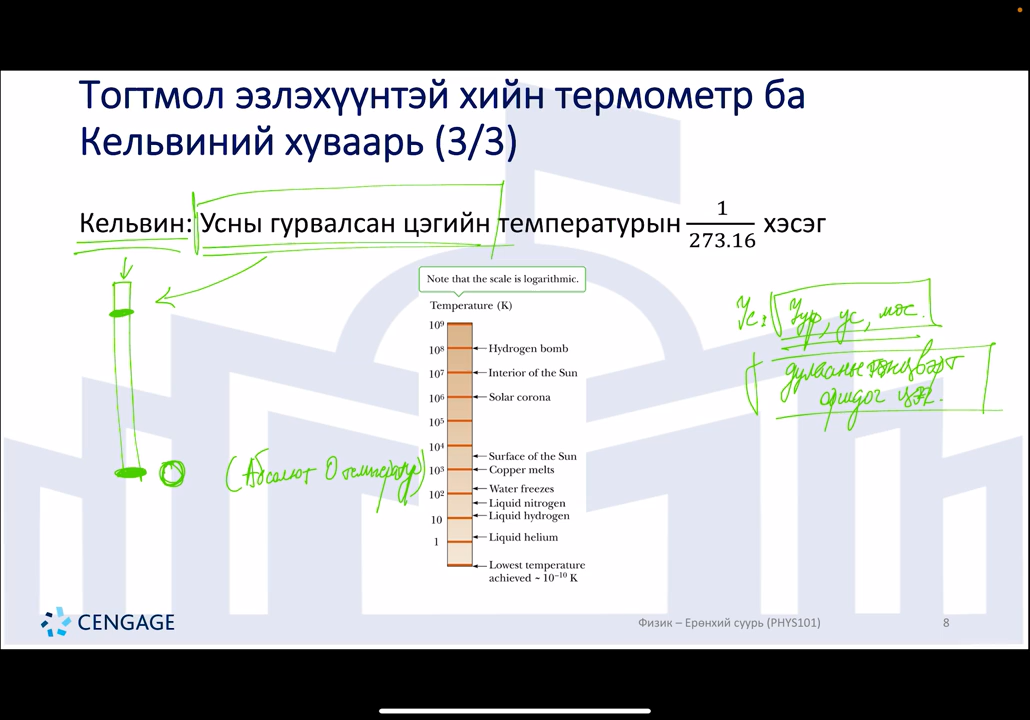 Тогтмол эзлэхүүнтэй хийн термометр ба
Кельвиний хуваарь (3/3)
Кельвин: Усны гурвалсан цэгийн температурын 1/273.16 хэсэг
Note that the scale is logarithmic.
Temperature (K)
10⁹
10⁸ Hydrogen bomb
10⁷ Interior of the Sun
10⁶ Solar corona
10⁵
10⁴
Surface of the Sun
10³ Copper melts
Water freezes
10²
Liquid nitrogen
10 Liquid hydrogen
Liquid helium
1
Lowest temperature
achieved ~ 10⁻¹⁰ K
Ус: Уур, ус, мөс.
дулааны тэнцвэрт
оршдог цэг.
0 (Абсолют 0 температур)
CENGAGE
Физик – Ерөнхий суурь (PHYS101)
8